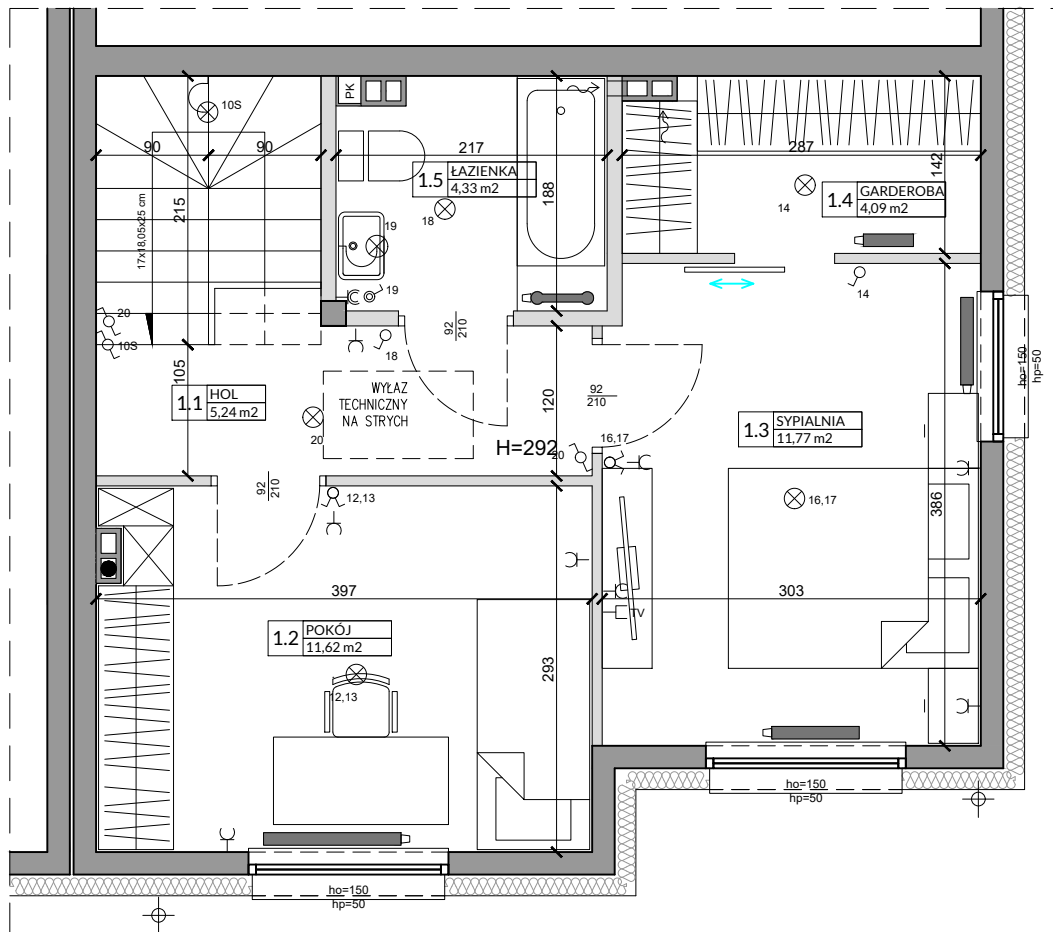 PK
10S
90
90
217
287
142
1.5
ŁAZIENKA
4,33 m2
188
1.4
GARDEROBA
4,09 m2
14
18
19
215
17x18,05x25 cm
19
14
20
10S
92
210
18
ho=150
hp=50
105
WYŁAZ
TECHNICZNY
NA STRYCH
120
92
210
1.1
HOL
5,24 m2
20
1.3
SYPIALNIA
11,77 m2
H=292
20
16,17
92
210
12,13
16,17
386
397
303
TV
1.2
POKÓJ
11,62 m2
293
12,13
ho=150
hp=50
ho=150
hp=50